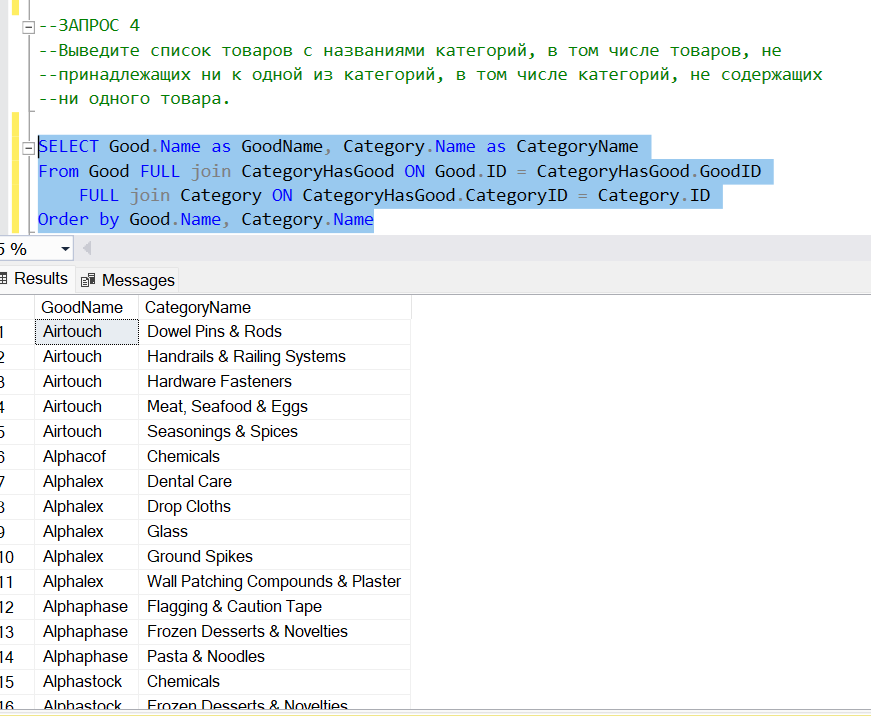 --ЗАПРОС 4
--Выведите список товаров с названиями категорий, в том числе товаров, не
--принадлежащих ни к одной из категорий, в том числе категорий, не содержащих
--ни одного товара.
SELECT Good.Name as GoodName, Category.Name as CategoryName
From Good FULL join CategoryHasGood ON Good.ID = CategoryHasGood.GoodID
FULL join Category ON CategoryHasGood.CategoryID = Category.ID
Order by Good.Name, Category.Name
5 %
Results Messages
GoodName CategoryName
1 Airtouch Dowel Pins & Rods
2 Airtouch Handrails & Railing Systems
3 Airtouch Hardware Fasteners
4 Airtouch Meat, Seafood & Eggs
5 Airtouch Seasonings & Spices
6 Alphacof Chemicals
7 Alphalex Dental Care
8 Alphalex Drop Cloths
9 Alphalex Glass
10 Alphalex Ground Spikes
11 Alphalex Wall Patching Compounds & Plaster
12 Alphaphase Flagging & Caution Tape
13 Alphaphase Frozen Desserts & Novelties
14 Alphaphase Pasta & Noodles
15 Alphastock Chemicals
16 Alphastock Frozen Desserts & Novelties